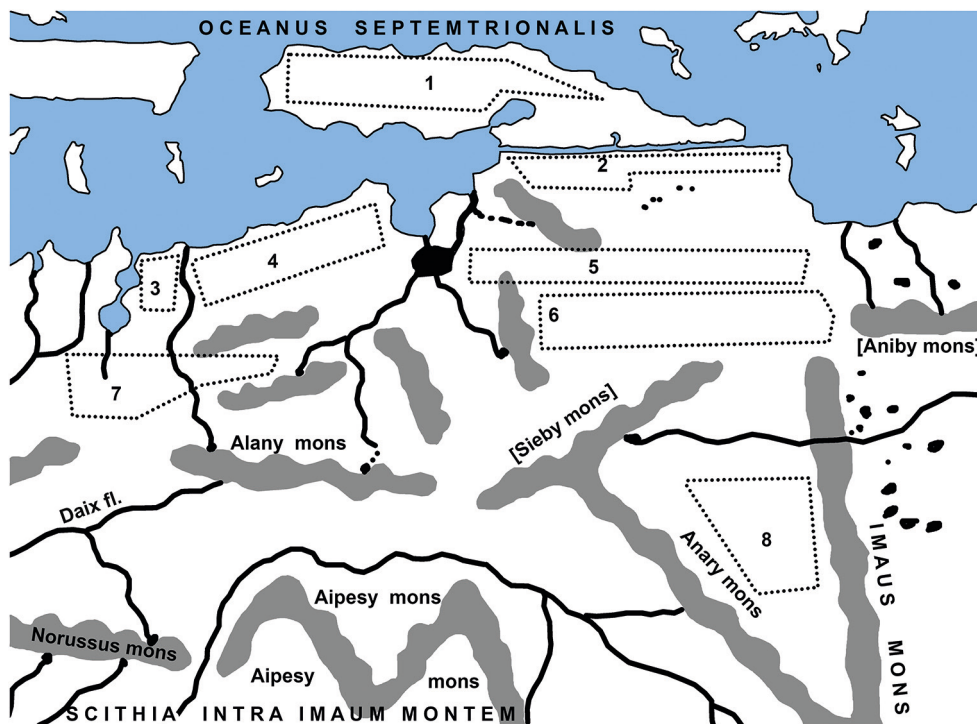 OCEANUS SEPTEMTRIONALIS
1
2
3
4
5
6
[Aniby mons]
7
Alany mons
[Sieby mons]
Daix fl.
8
Anary mons
IMAUS MONS
Aipesy mons
Norussus mons
Aipesy mons
SCITHIA INTRA IMAUM MONTEM